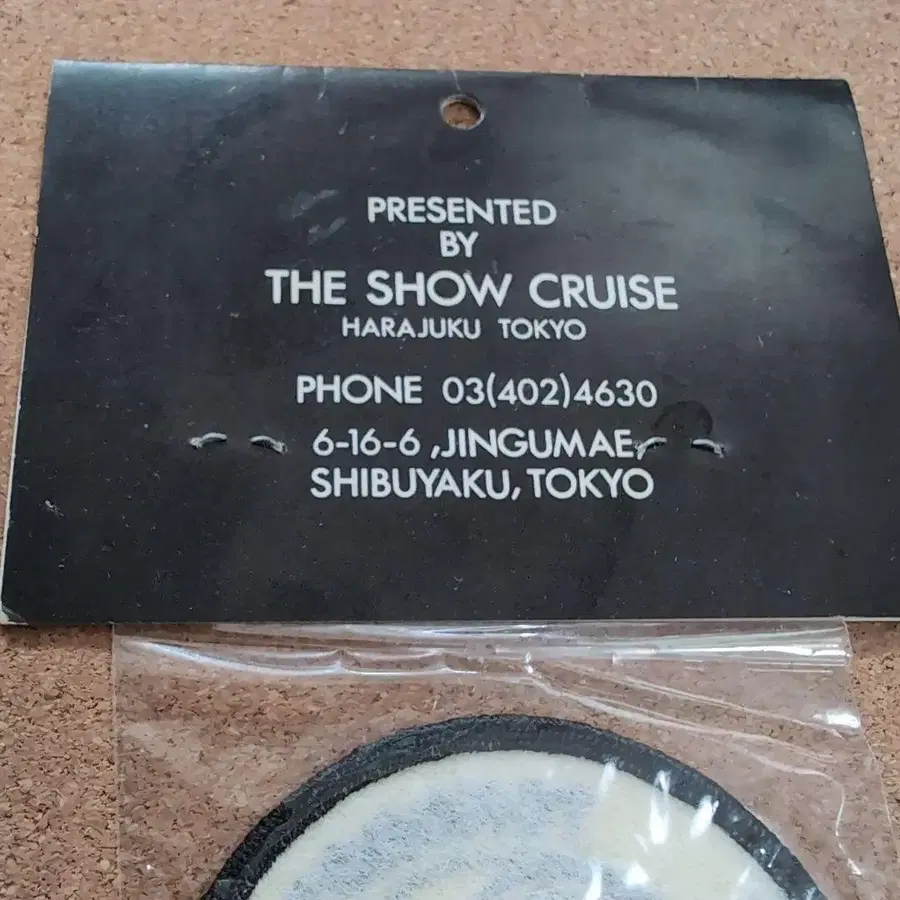 PRESENTED
BY
THE SHOW CRUISE
HARAJUKU TOKYO
PHONE 03(402)4630
6-16-6 ,JINGUMAE,
SHIBUYAKU, TOKYO